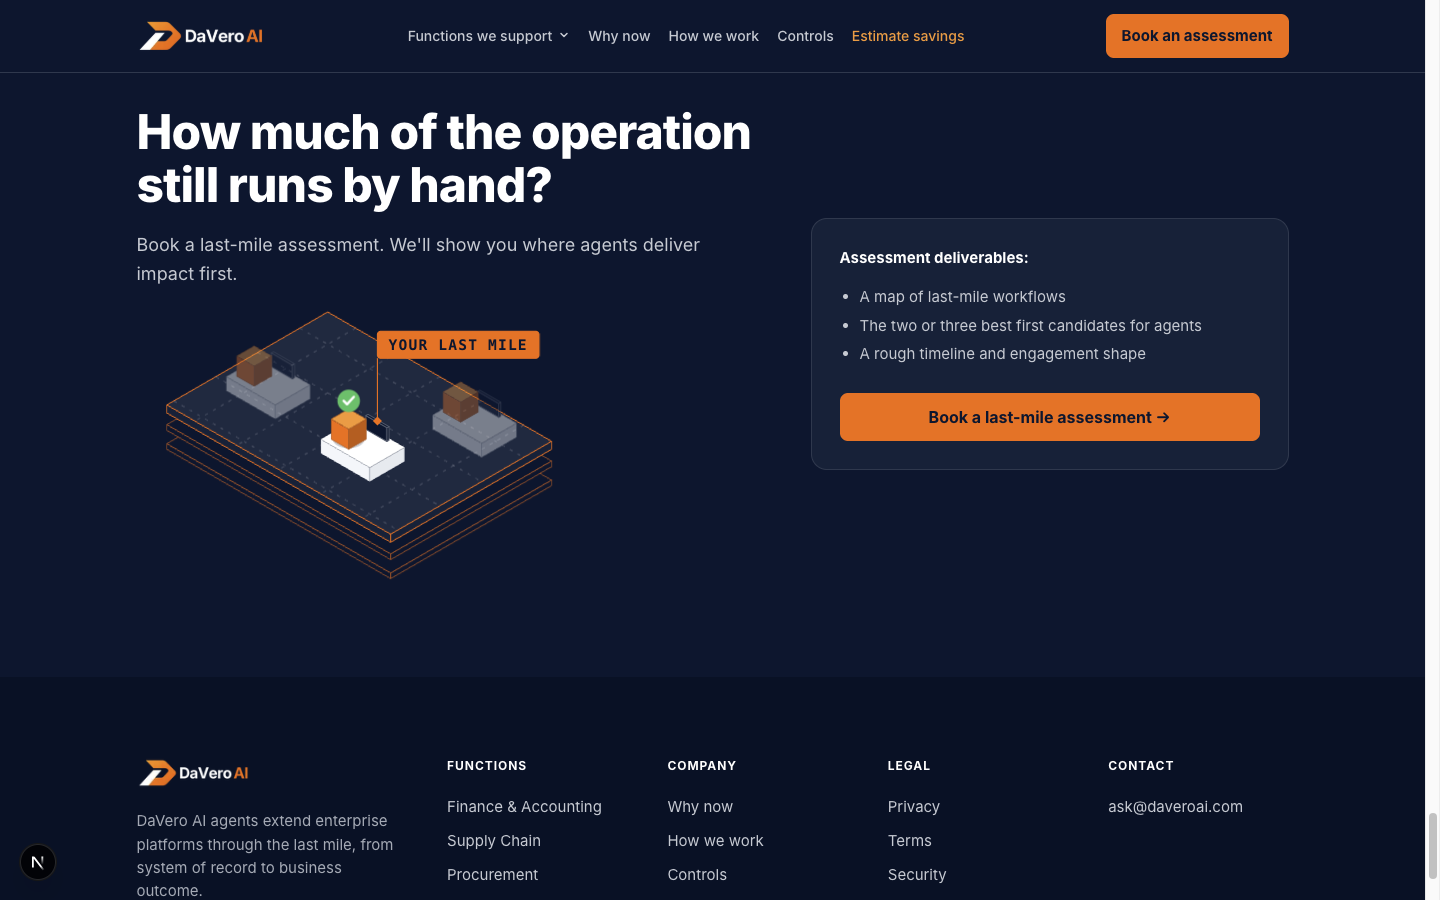 DaVero AI
Functions we support
Why now
How we work
Controls
Estimate savings
Book an assessment
How much of the operation
still runs by hand?
Book a last-mile assessment. We'll show you where agents deliver
impact first.
YOUR LAST MILE
Assessment deliverables:
• A map of last-mile workflows
• The two or three best first candidates for agents
• A rough timeline and engagement shape
Book a last-mile assessment →
DaVero AI
DaVero AI agents extend enterprise
platforms through the last mile, from
system of record to business
outcome.
FUNCTIONS
Finance & Accounting
Supply Chain
Procurement
COMPANY
Why now
How we work
Controls
LEGAL
Privacy
Terms
Security
CONTACT
ask@daveroai.com
N